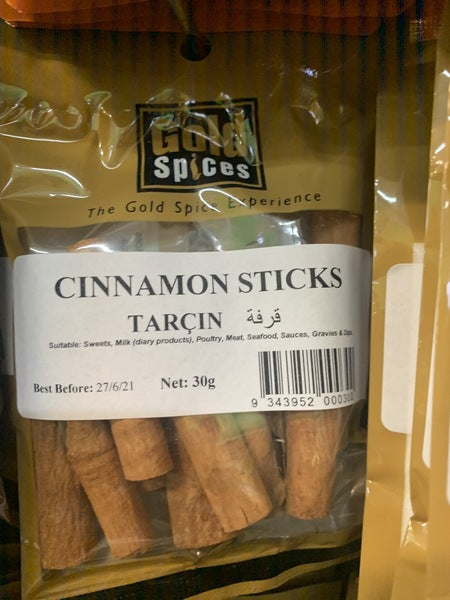 Gold
Spices
The Gold Spice Experience
CINNAMON STICKS
TARÇIN قرفة
Suitable: Sweets, Milk (diary products), Poultry, Meat, Seafood, Sauces, Gravies & Dips
Best Before: 27/6/21 Net: 30g
9 343952 000300